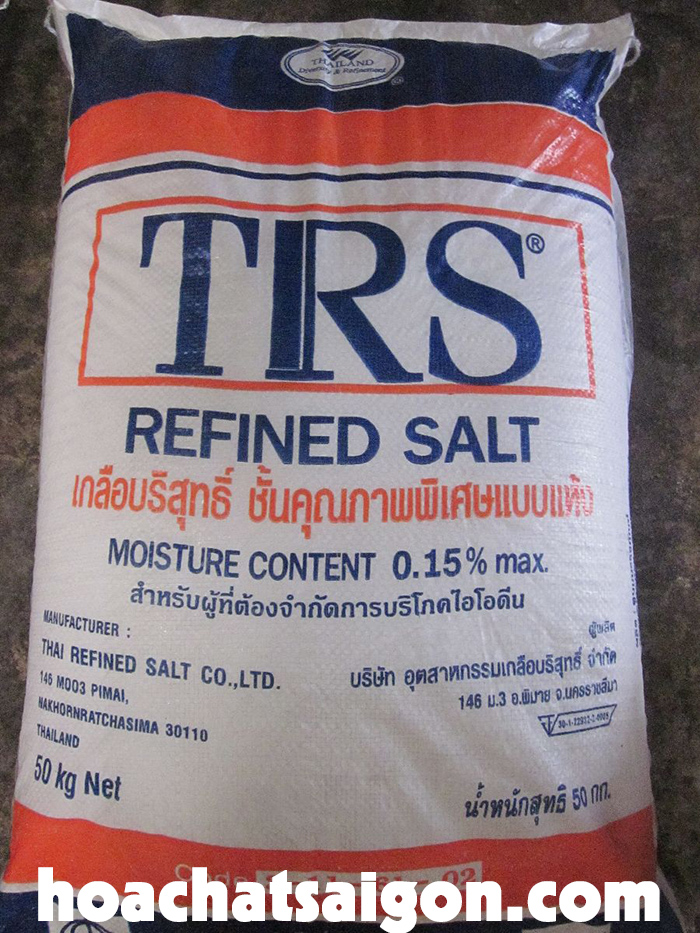 THAILAND
Diversity & Refinement
TRS®
REFINED SALT
เกลือบริสุทธิ์ ชั้นคุณภาพพิเศษแบบแห้ง
MOISTURE CONTENT 0.15% max.
สำหรับผู้ที่ต้องจำกัดการบริโภคไอโอดีน
MANUFACTURER :
THAI REFINED SALT CO.,LTD.
146 MOO3 PIMAI,
NAKHORNRATCHASIMA 30110
THAILAND
50 kg Net
ผู้ผลิต
บริษัท อุตสาหกรรมเกลือบริสุทธิ์ จำกัด
146 ม.3 อ.พิมาย จ.นครราชสีมา
น้ำหนักสุทธิ 50 กก.
Code
hoachatsaigon.com